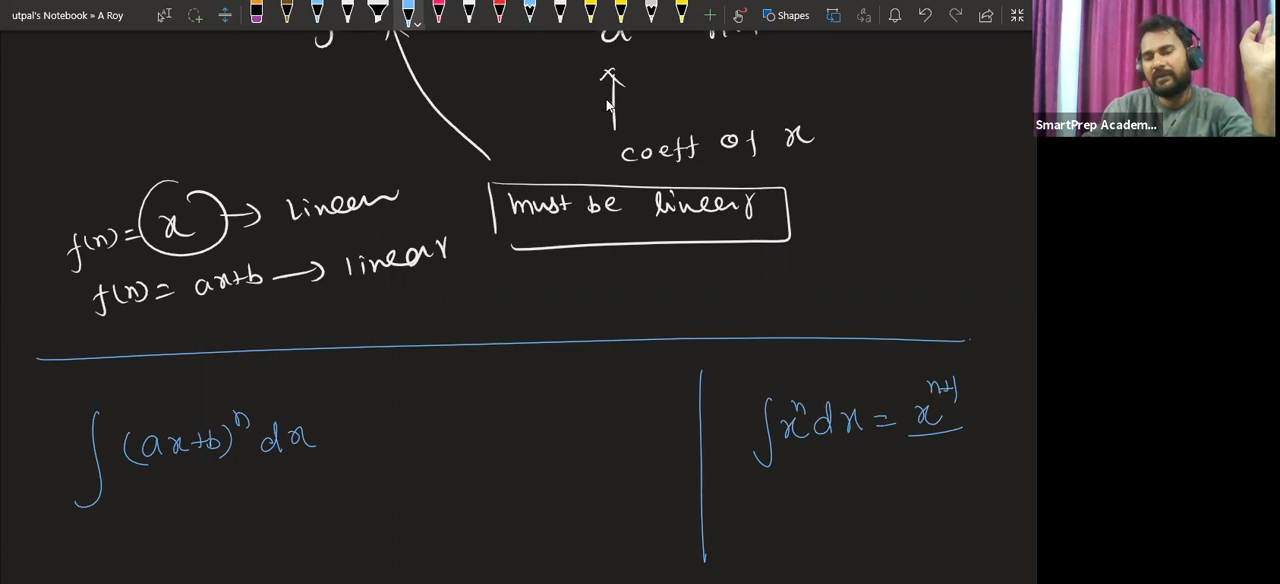 utpal's Notebook » A Roy
Shapes
SmartPrep Academ...
coeff of x
must be linear
f(n) = x → linear
f(n) = ax+b → linear
∫(ax+b)^n dx
∫x^n dx = x^{n+1}